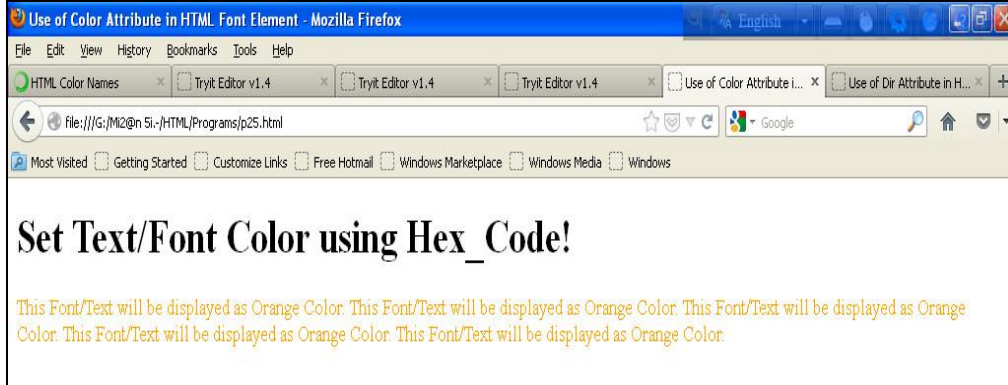 Use of Color Attribute in HTML Font Element - Mozilla Firefox
English
File Edit View History Bookmarks Tools Help
HTML Color Names
Tryit Editor v1.4
Tryit Editor v1.4
Tryit Editor v1.4
Use of Color Attribute i...
Use of Dir Attribute in H...
file:///G:/Mi2@n 5i.-/HTML/Programs/p25.html
Google
Most Visited Getting Started Customize Links Free Hotmail Windows Marketplace Windows Media Windows
Set Text/Font Color using Hex_Code!
This Font/Text will be displayed as Orange Color. This Font/Text will be displayed as Orange Color. This Font/Text will be displayed as Orange
Color. This Font/Text will be displayed as Orange Color. This Font/Text will be displayed as Orange Color.